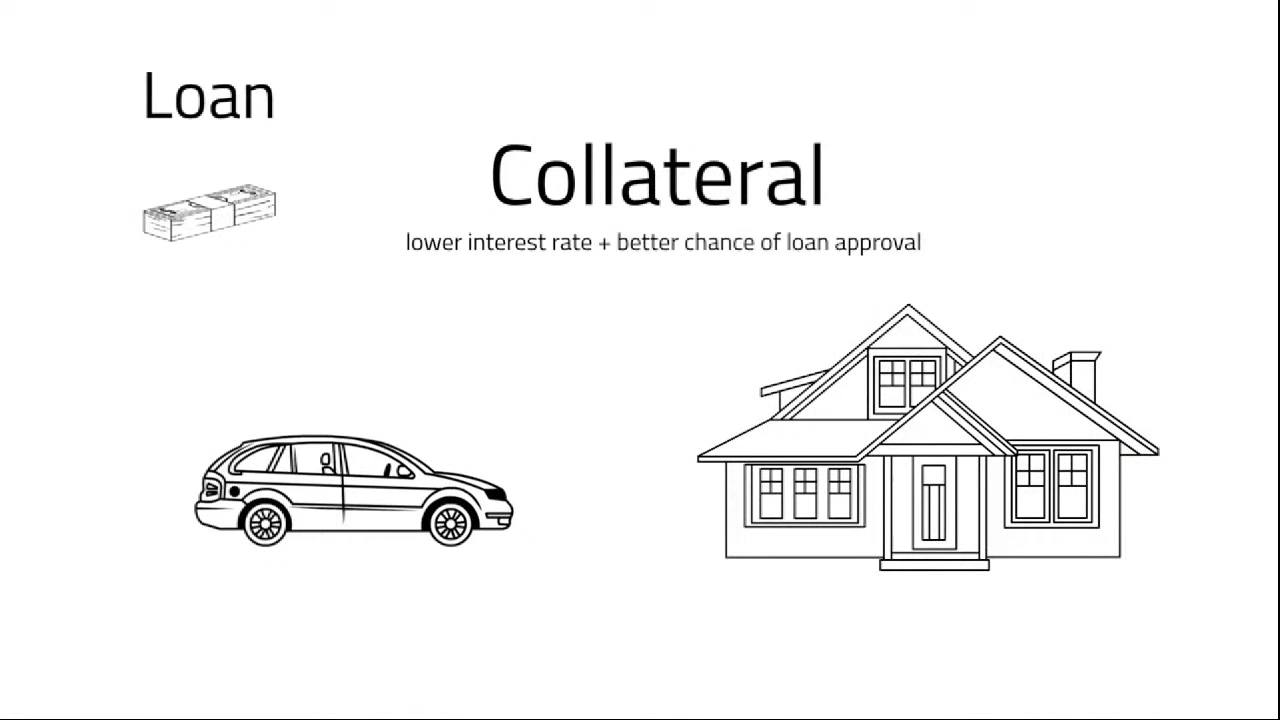 Loan
Collateral
lower interest rate + better chance of loan approval